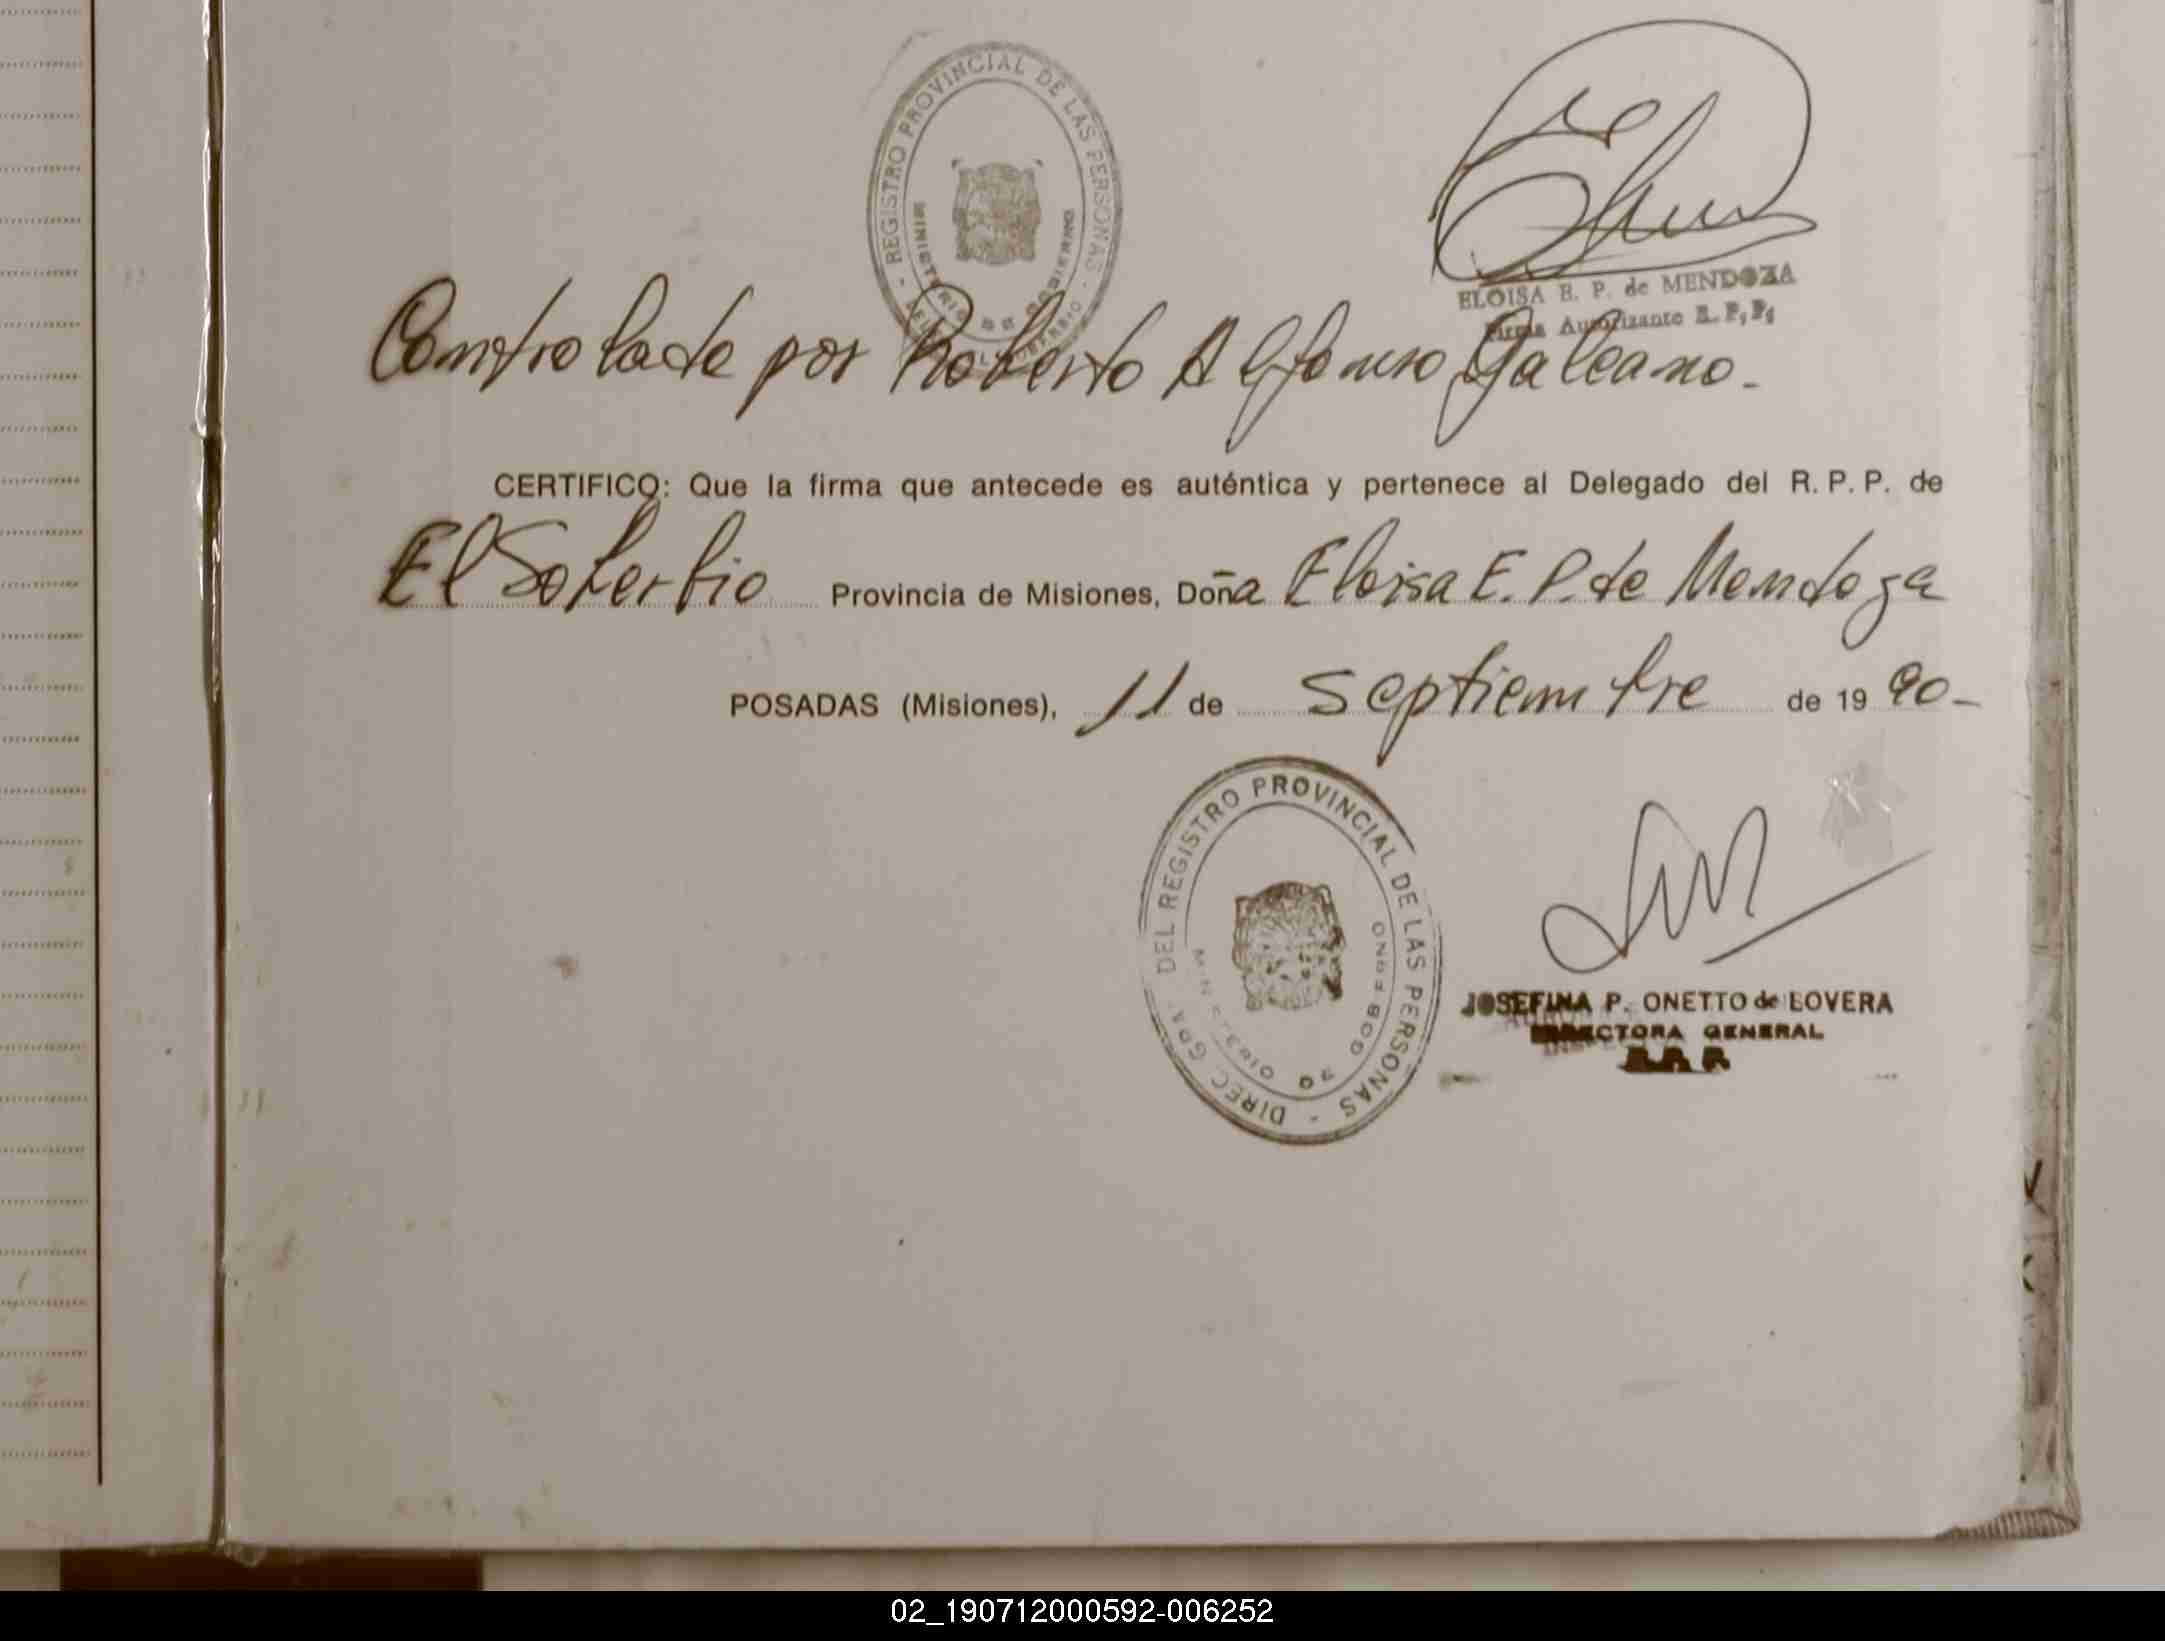 REGISTRO PROVINCIAL DE LAS PERSONAS
MINISTERIO DE GOBIERNO
ELOISA E. P. de MENDOZA
Firma Autorizante R. P. P.
Controlado por Roberto Alfonso Galeano.
CERTIFICO: Que la firma que antecede es auténtica y pertenece al Delegado del R. P. P. de
El Soberbio Provincia de Misiones, Doña Eloisa E. P. de Mendoza
POSADAS (Misiones), 11 de Septiembre de 1990-
DIREC. GRAL. DEL REGISTRO PROVINCIAL DE LAS PERSONAS -
MINISTERIO DE GOBIERNO
JOSEFINA P. ONETTO de LOVERA
DIRECTORA GENERAL
R. P. P.
02_190712000592-006252